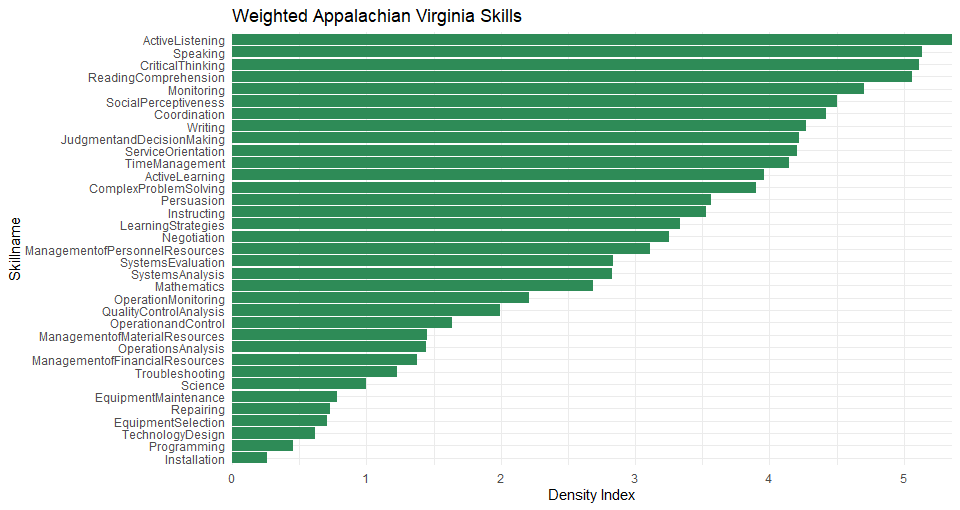 Weighted Appalachian Virginia Skills
ActiveListening
Speaking
CriticalThinking
ReadingComprehension
Monitoring
SocialPerceptiveness
Coordination
Writing
JudgmentandDecisionMaking
ServiceOrientation
TimeManagement
ActiveLearning
ComplexProblemSolving
Persuasion
Instructing
LearningStrategies
Negotiation
ManagementofPersonnelResources
SystemsEvaluation
SystemsAnalysis
Mathematics
OperationMonitoring
QualityControlAnalysis
OperationandControl
ManagementofMaterialResources
OperationsAnalysis
ManagementofFinancialResources
Troubleshooting
Science
EquipmentMaintenance
Repairing
EquipmentSelection
TechnologyDesign
Programming
Installation
Skillname
0 1 2 3 4 5
Density Index